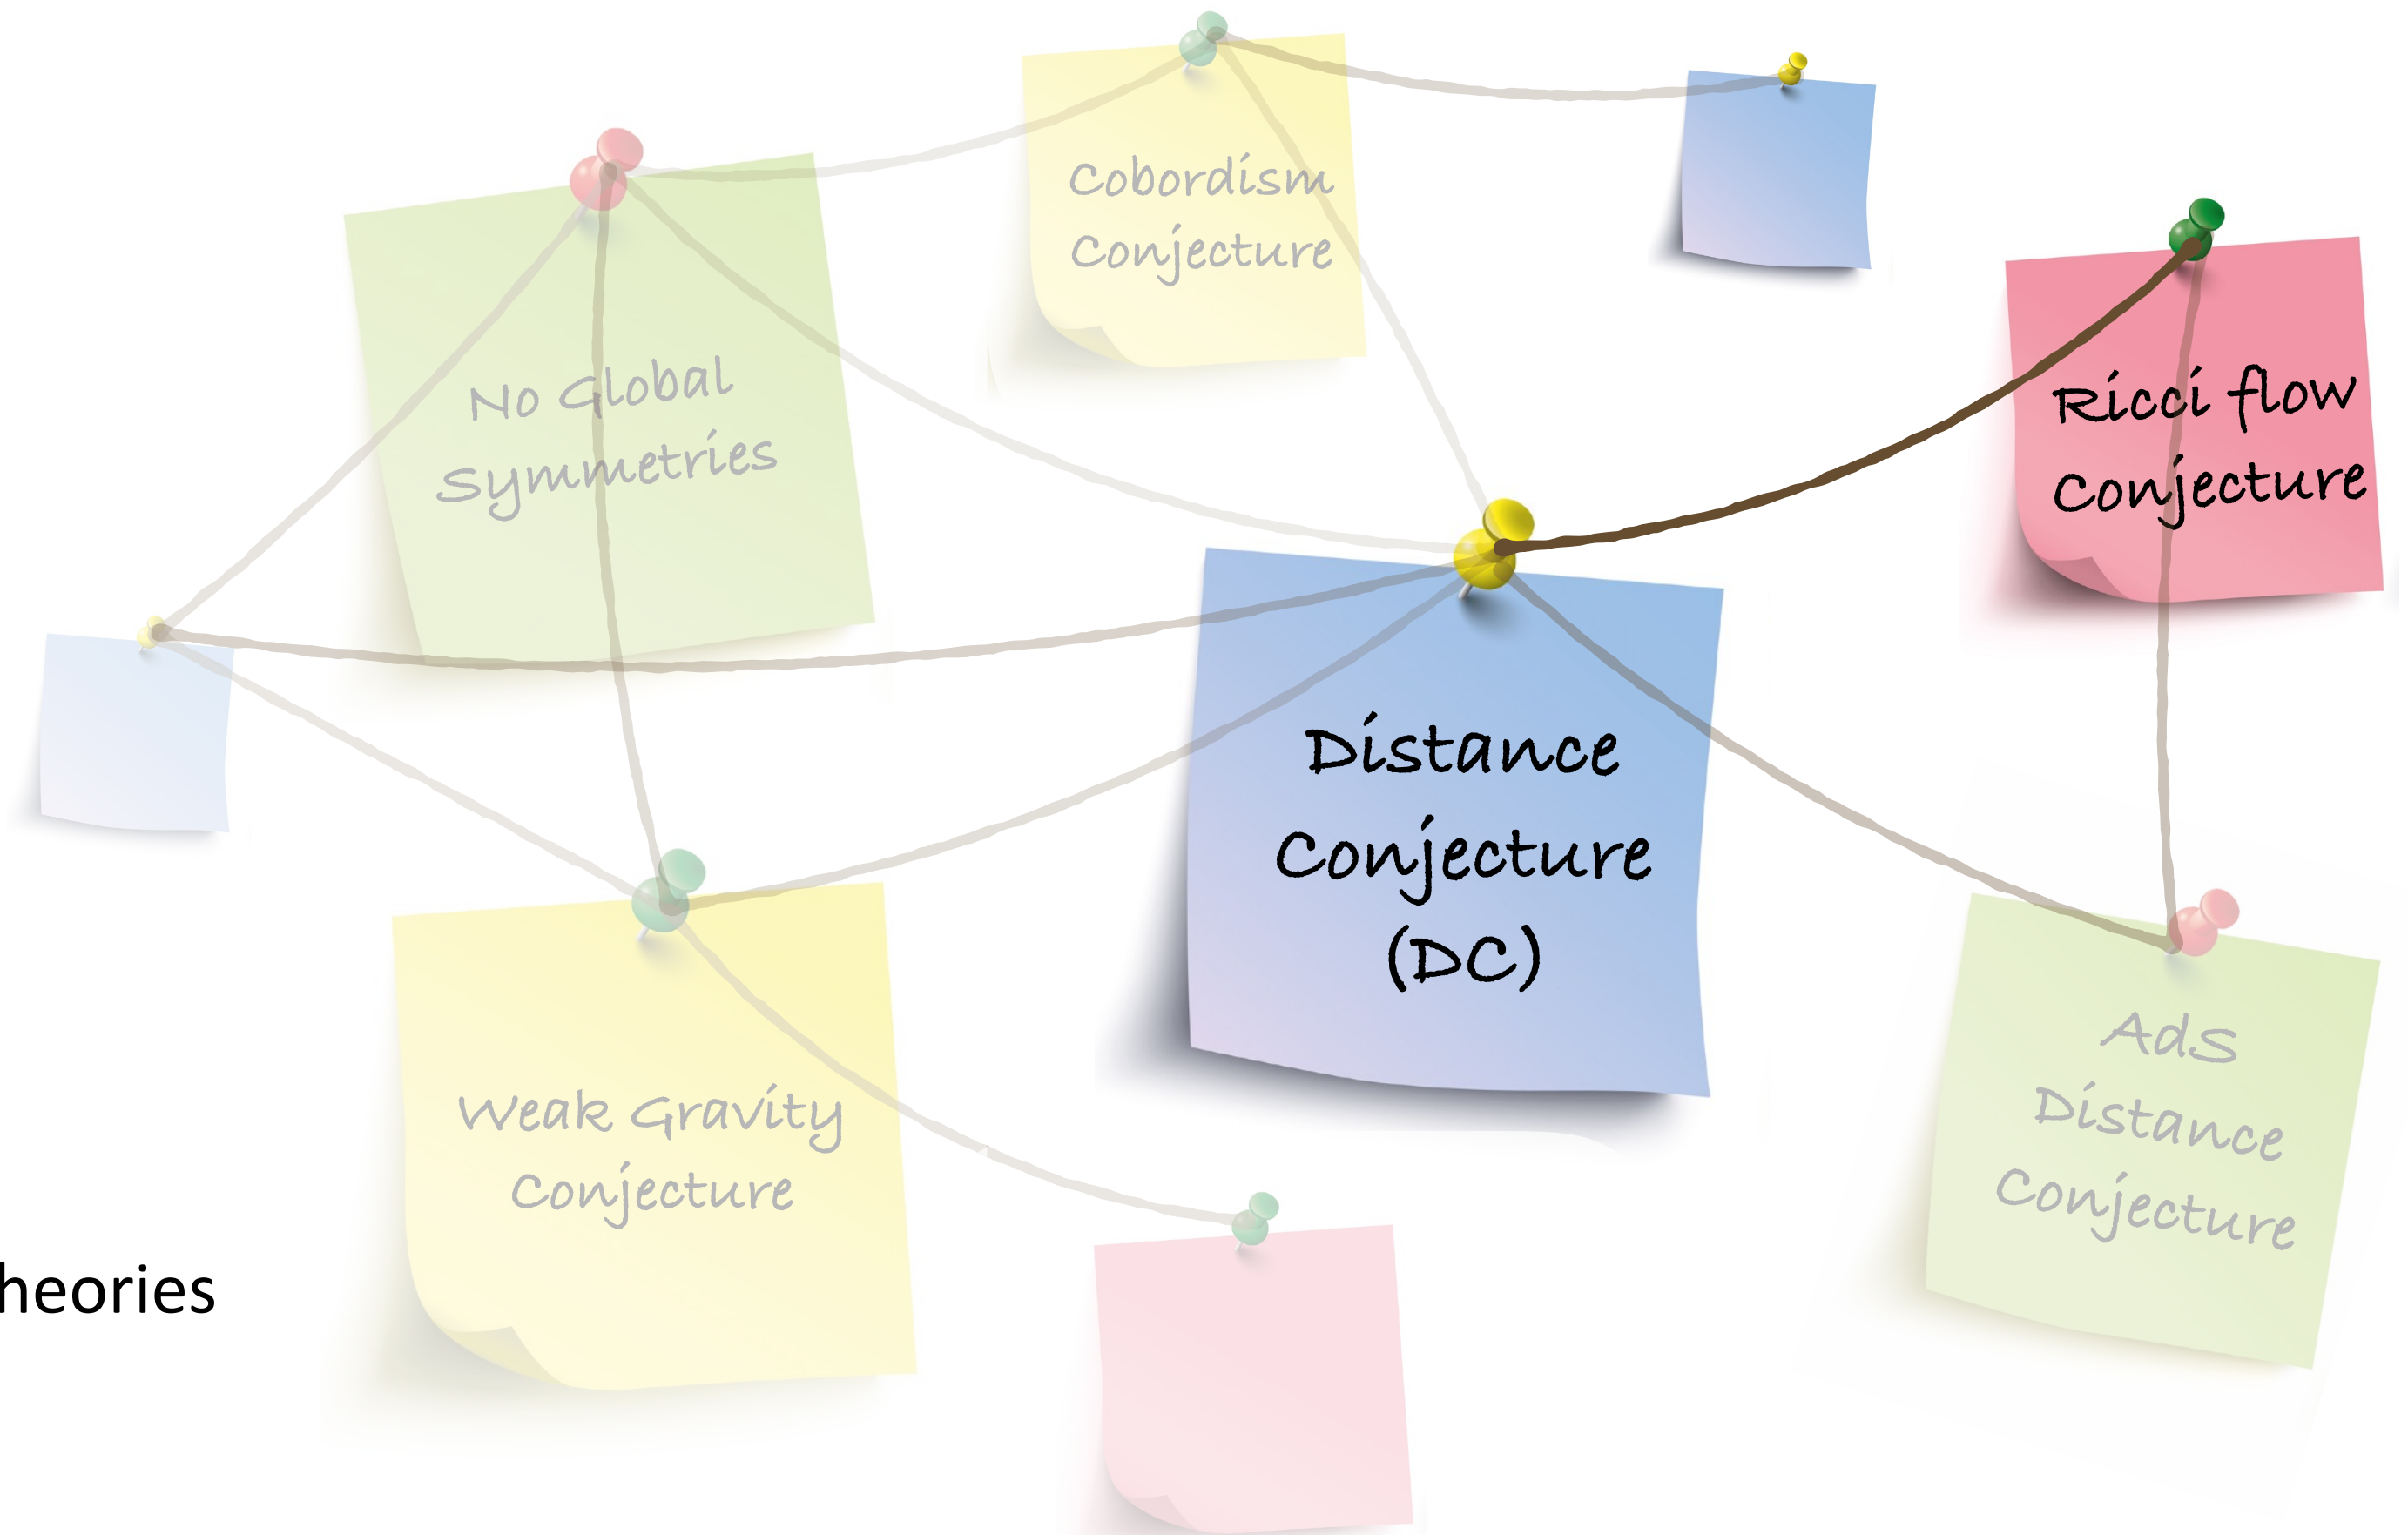 Cobordism
Conjecture
No Global
Symmetries
Ricci flow
Conjecture
Distance
Conjecture
(DC)
Weak Gravity
Conjecture
AdS
Distance
Conjecture
heories